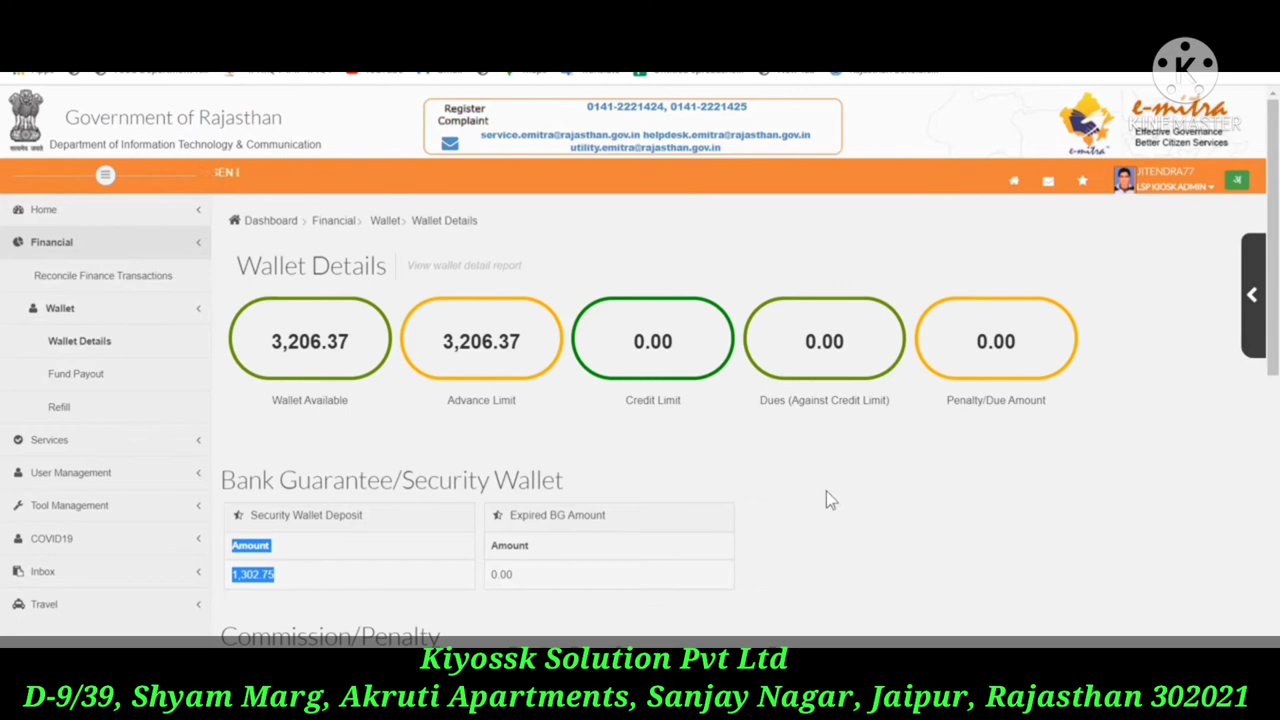 K
KINEMASTER
Government of Rajasthan
Department of Information Technology & Communication
Register Complaint
0141-2221424, 0141-2221425
service.emitra@rajasthan.gov.in helpdesk.emitra@rajasthan.gov.in
utility.emitra@rajasthan.gov.in
e-mitra
e-mitra
Effective Governance
Better Citizen Services
JITENDRA77
LSP KIOSK ADMIN
अ
Home
Financial
Reconcile Finance Transactions
Wallet
Wallet Details
Fund Payout
Refill
Services
User Management
Tool Management
COVID19
Inbox
Travel
Dashboard > Financial > Wallet > Wallet Details
Wallet Details
View wallet detail report
3,206.37 3,206.37 0.00 0.00 0.00
Wallet Available Advance Limit Credit Limit Dues (Against Credit Limit) Penalty/Due Amount
Bank Guarantee/Security Wallet
Security Wallet Deposit Expired BG Amount
Amount Amount
1,302.75 0.00
Commission/Penalty
Kiyossk Solution Pvt Ltd
D-9/39, Shyam Marg, Akruti Apartments, Sanjay Nagar, Jaipur, Rajasthan 302021